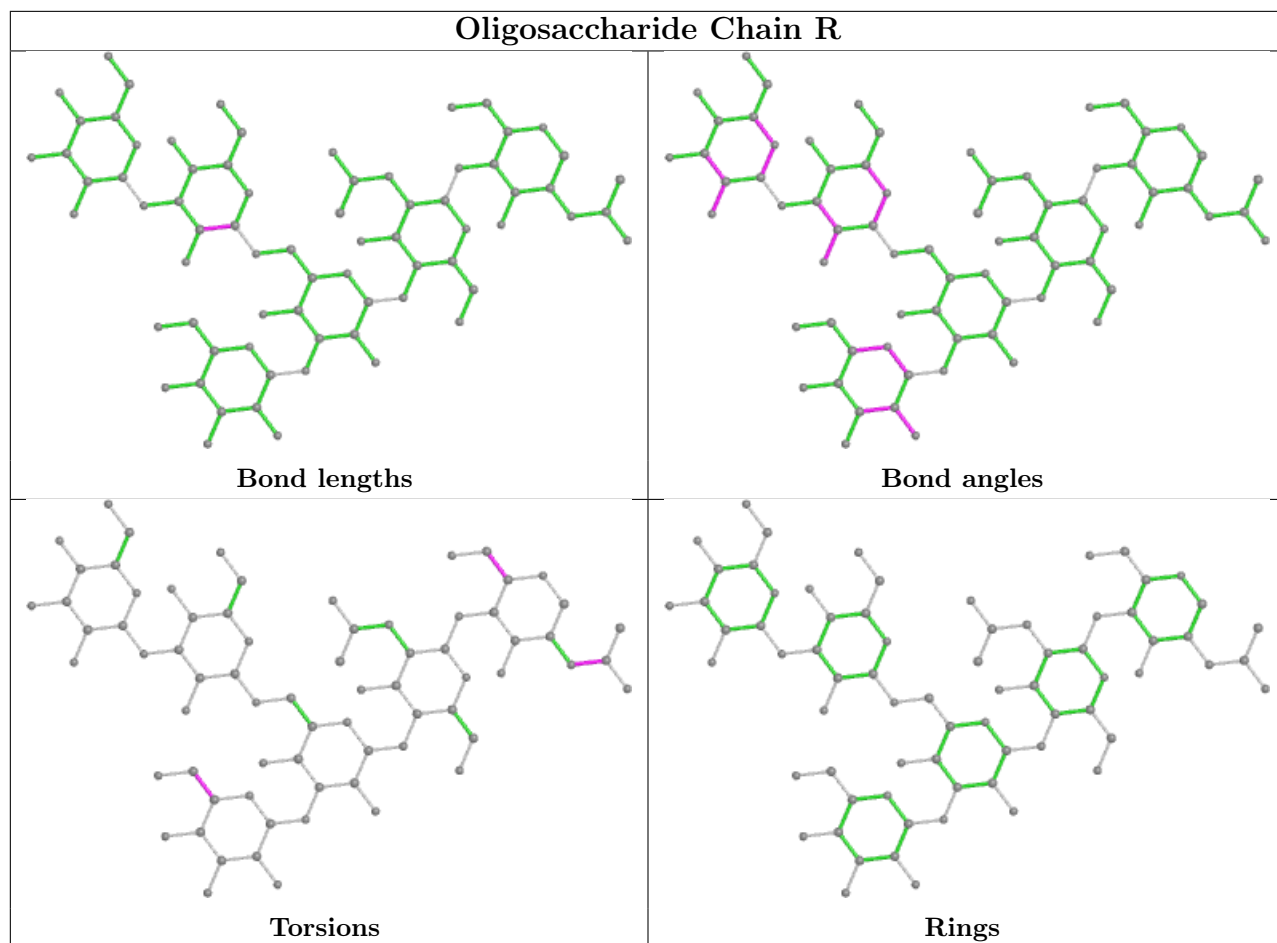 Oligosaccharide Chain R
Bond lengths
Bond angles
Torsions
Rings